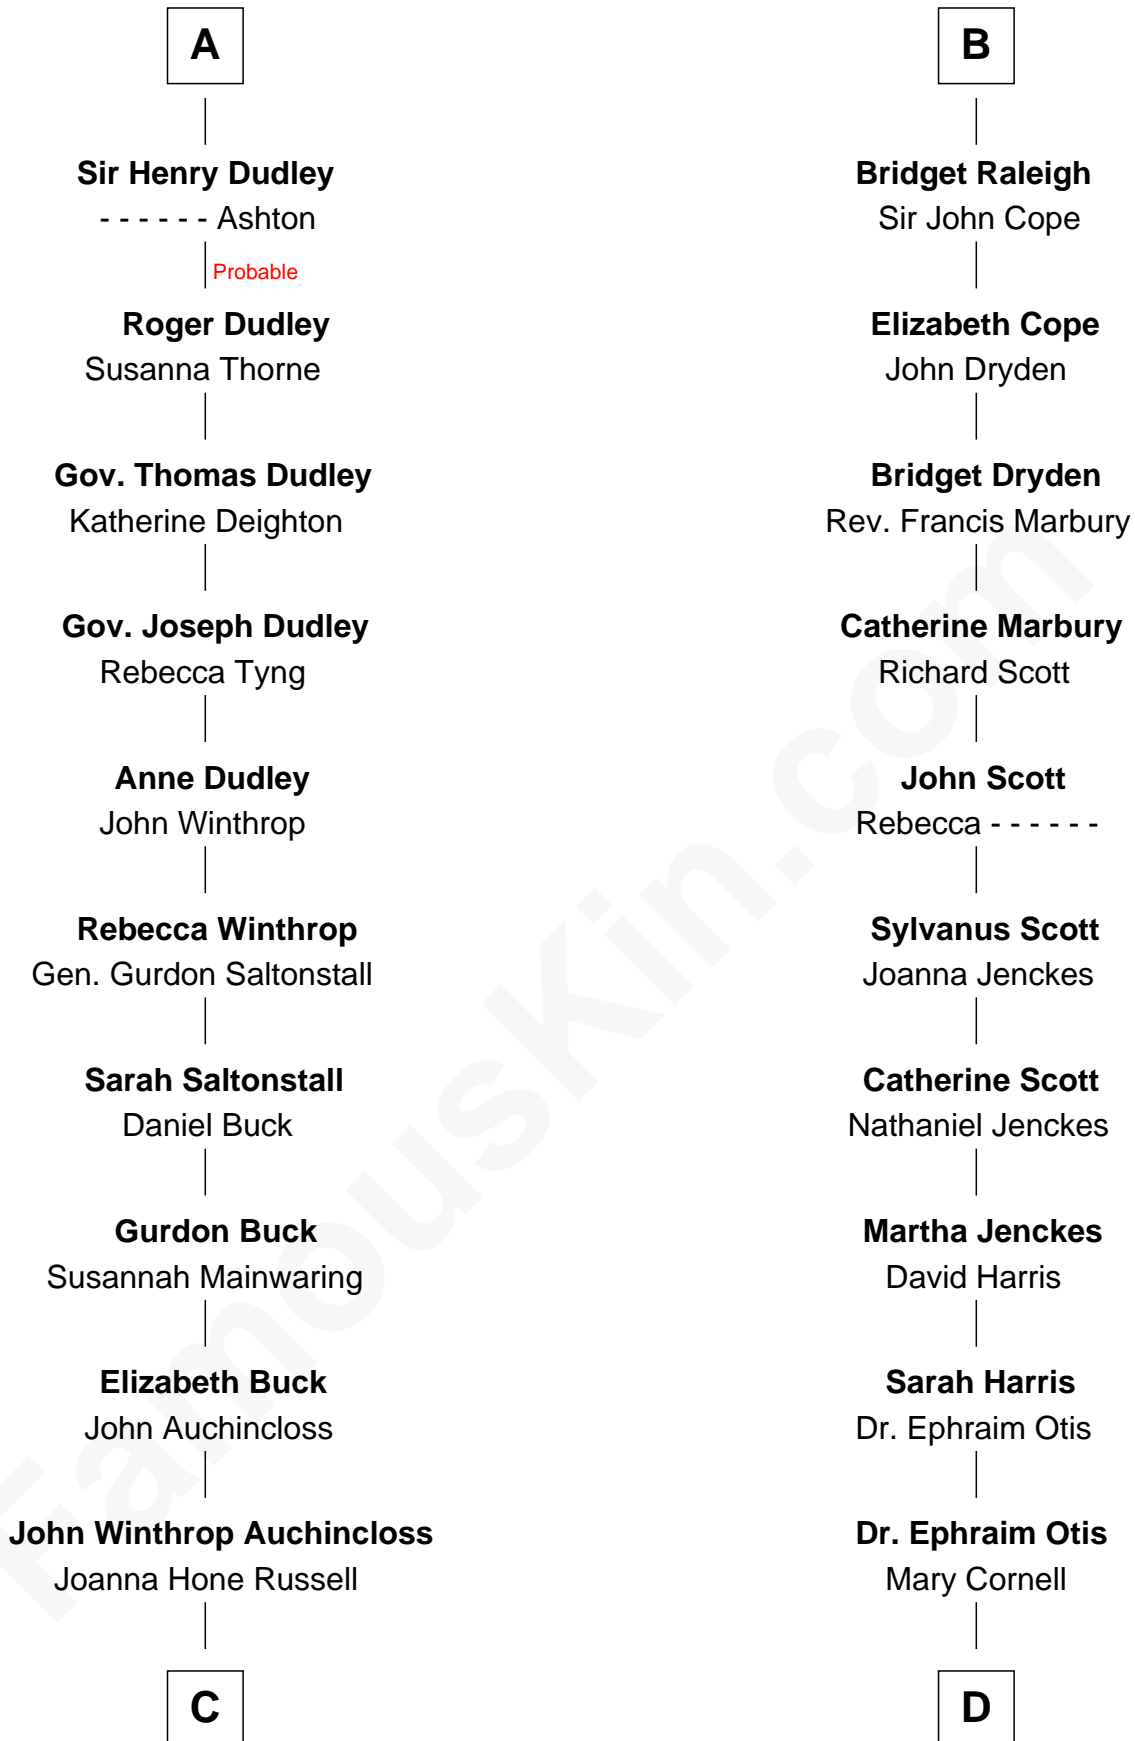 A
Sir Henry Dudley
- - - - - - Ashton
Probable
Roger Dudley
Susanna Thorne
Gov. Thomas Dudley
Katherine Deighton
Gov. Joseph Dudley
Rebecca Tyng
Anne Dudley
John Winthrop
Rebecca Winthrop
Gen. Gurdon Saltonstall
Sarah Saltonstall
Daniel Buck
Gurdon Buck
Susannah Mainwaring
Elizabeth Buck
John Auchincloss
John Winthrop Auchincloss
Joanna Hone Russell
C
B
Bridget Raleigh
Sir John Cope
Elizabeth Cope
John Dryden
Bridget Dryden
Rev. Francis Marbury
Catherine Marbury
Richard Scott
John Scott
Rebecca - - - - - -
Sylvanus Scott
Joanna Jenckes
Catherine Scott
Nathaniel Jenckes
Martha Jenckes
David Harris
Sarah Harris
Dr. Ephraim Otis
Dr. Ephraim Otis
Mary Cornell
D
FamousKin.com